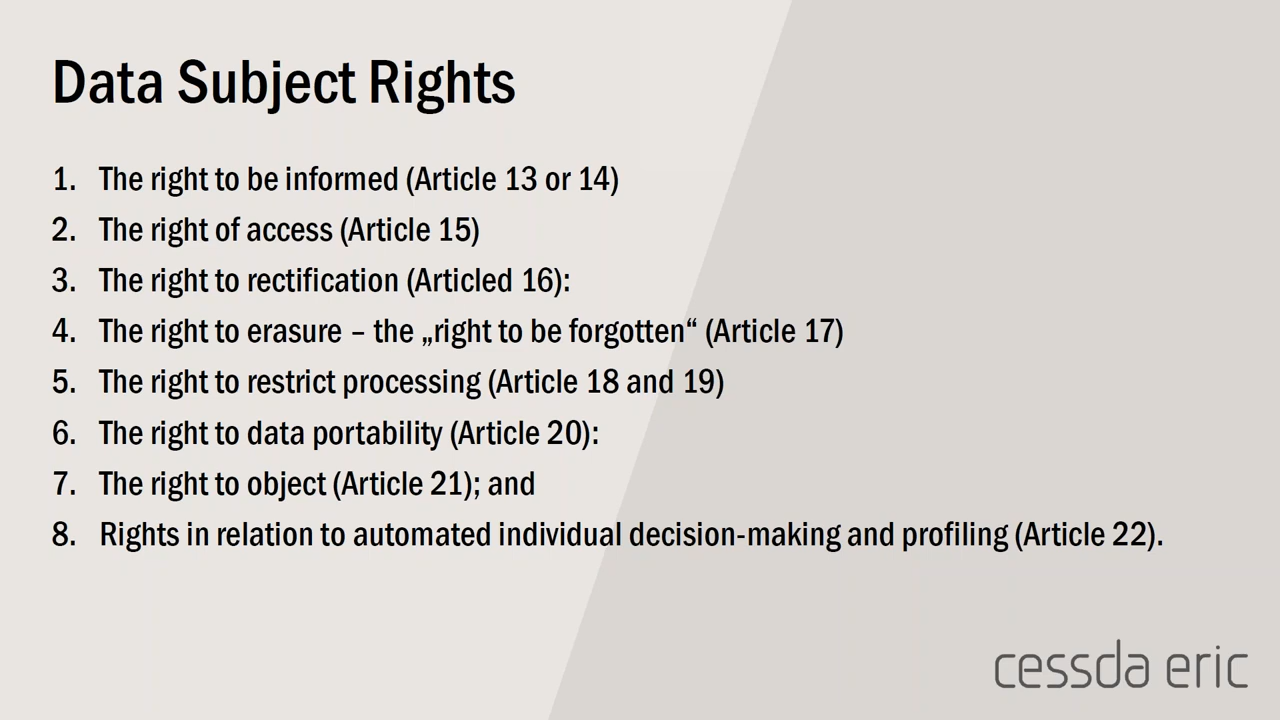 Data Subject Rights
1. The right to be informed (Article 13 or 14)
2. The right of access (Article 15)
3. The right to rectification (Articled 16):
4. The right to erasure – the „right to be forgotten“ (Article 17)
5. The right to restrict processing (Article 18 and 19)
6. The right to data portability (Article 20):
7. The right to object (Article 21); and
8. Rights in relation to automated individual decision-making and profiling (Article 22).
cessda eric